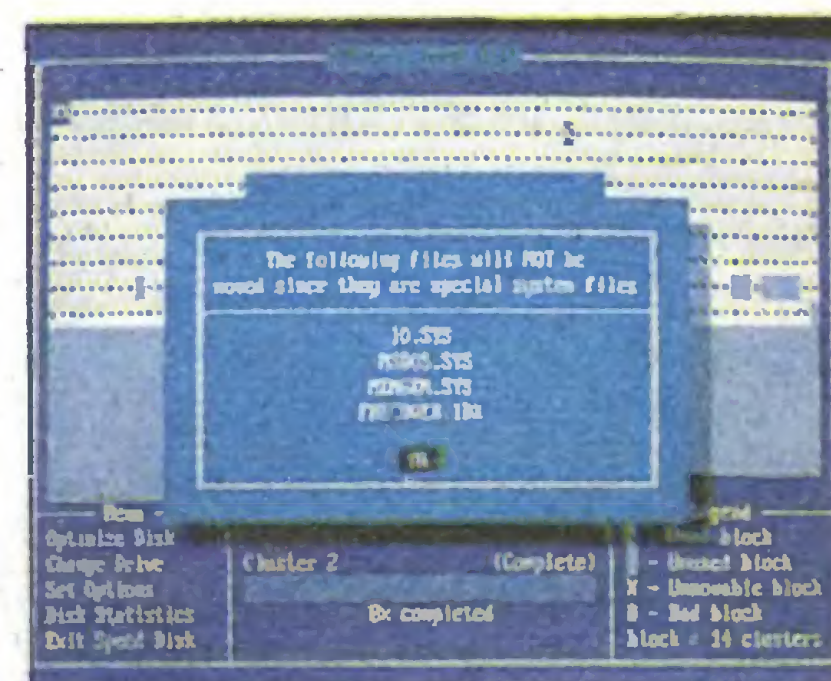 The following files will NOT be
moved since they are special system files
IO.SYS
MSDOS.SYS
Menu
Optimize Disk
Change Drive
Set Options
Disk Statistics
Exit Speed Disk
Cluster 2 (Complete)
0% completed
block
- Unused block
X - Unmovable block
B - Bad block
block = 14 clusters